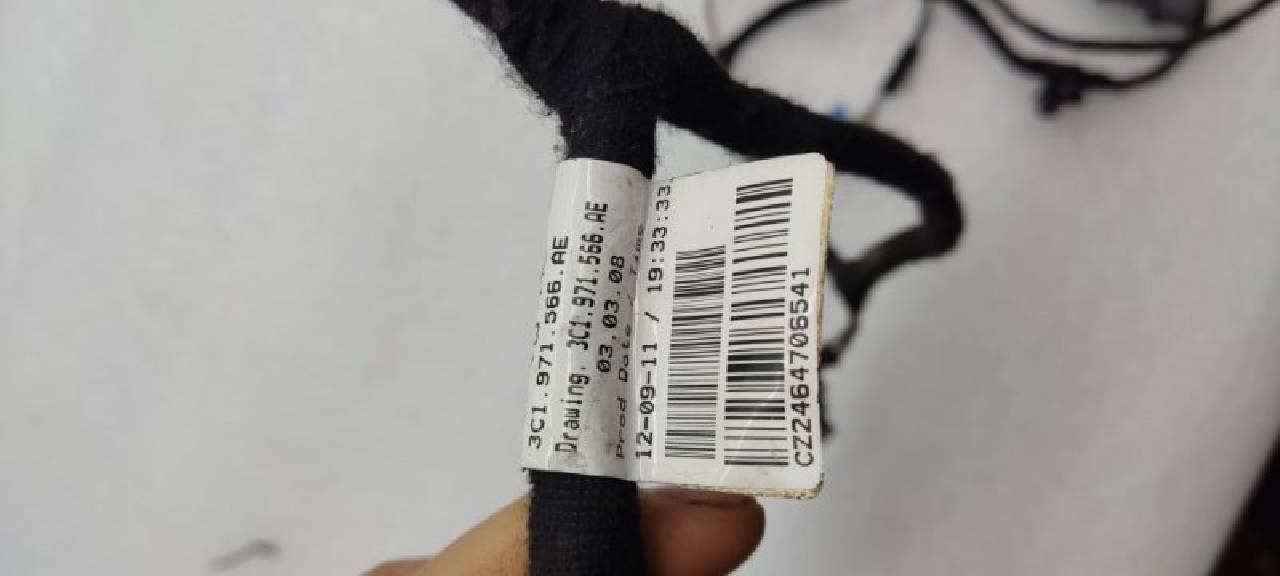 3C1.971.566.AE
Drawing. 3C1.971.566.AE
03.03.08
Prod Date / Time
12-09-11 / 19:33:33
CZZ464706541